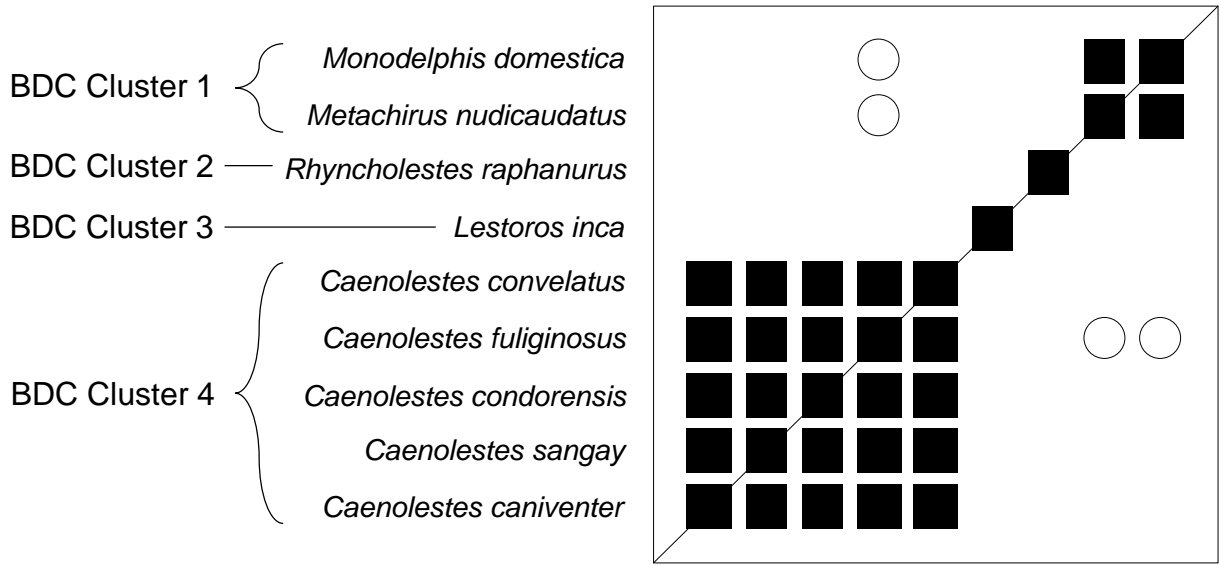 Monodelphis domestica
BDC Cluster 1
Metachirus nudicaudatus
BDC Cluster 2 Rhyncholestes raphanurus
BDC Cluster 3 Lestoros inca
Caenolestes convelatus
Caenolestes fuliginosus
BDC Cluster 4 Caenolestes condorensis
Caenolestes sangay
Caenolestes caniventer